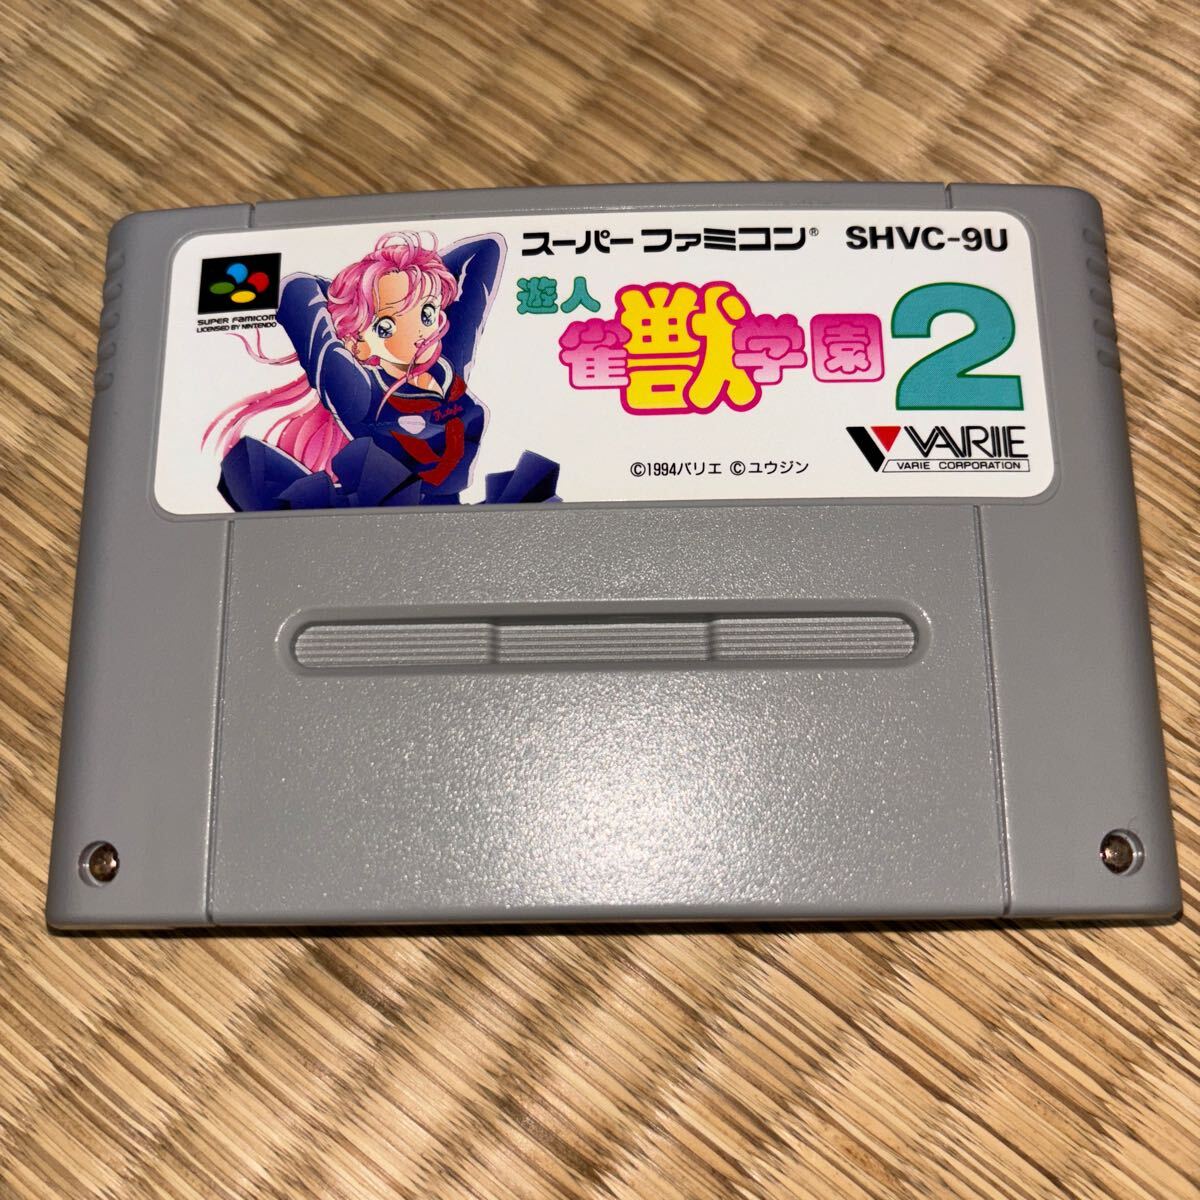 スーパーファミコン® SHVC-9U
SUPER FAMICOM
LICENSED BY NINTENDO
遊人
雀獣学園2
VARIE
VARIE CORPORATION
©1994バリエ ©ユウジン